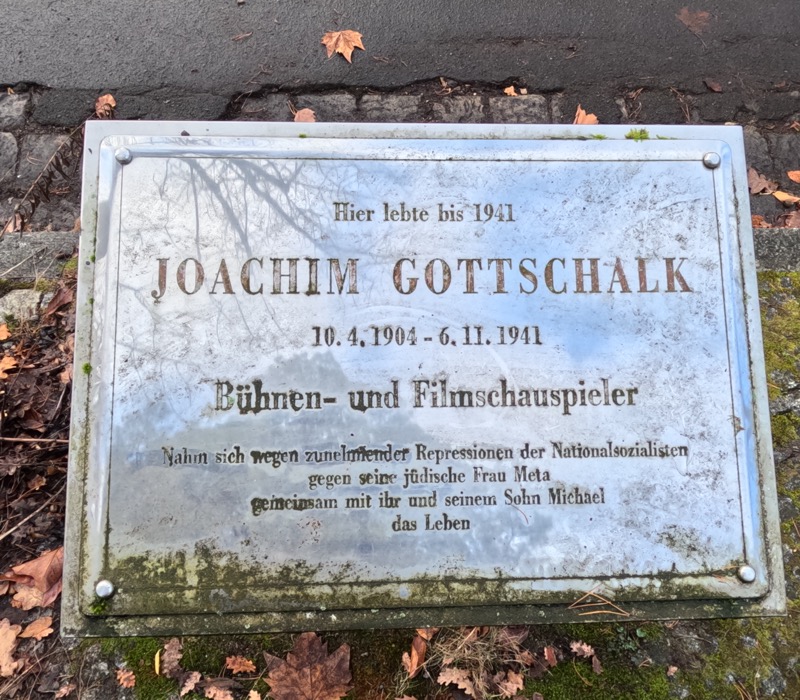 Hier lebte bis 1941
JOACHIM GOTTSCHALK
10.4.1904 - 6.11.1941
Bühnen- und Filmschauspieler
Nahm sich wegen zunehmender Repressionen der Nationalsozialisten
gegen seine jüdische Frau Meta
gemeinsam mit ihr und seinem Sohn Michael
das Leben